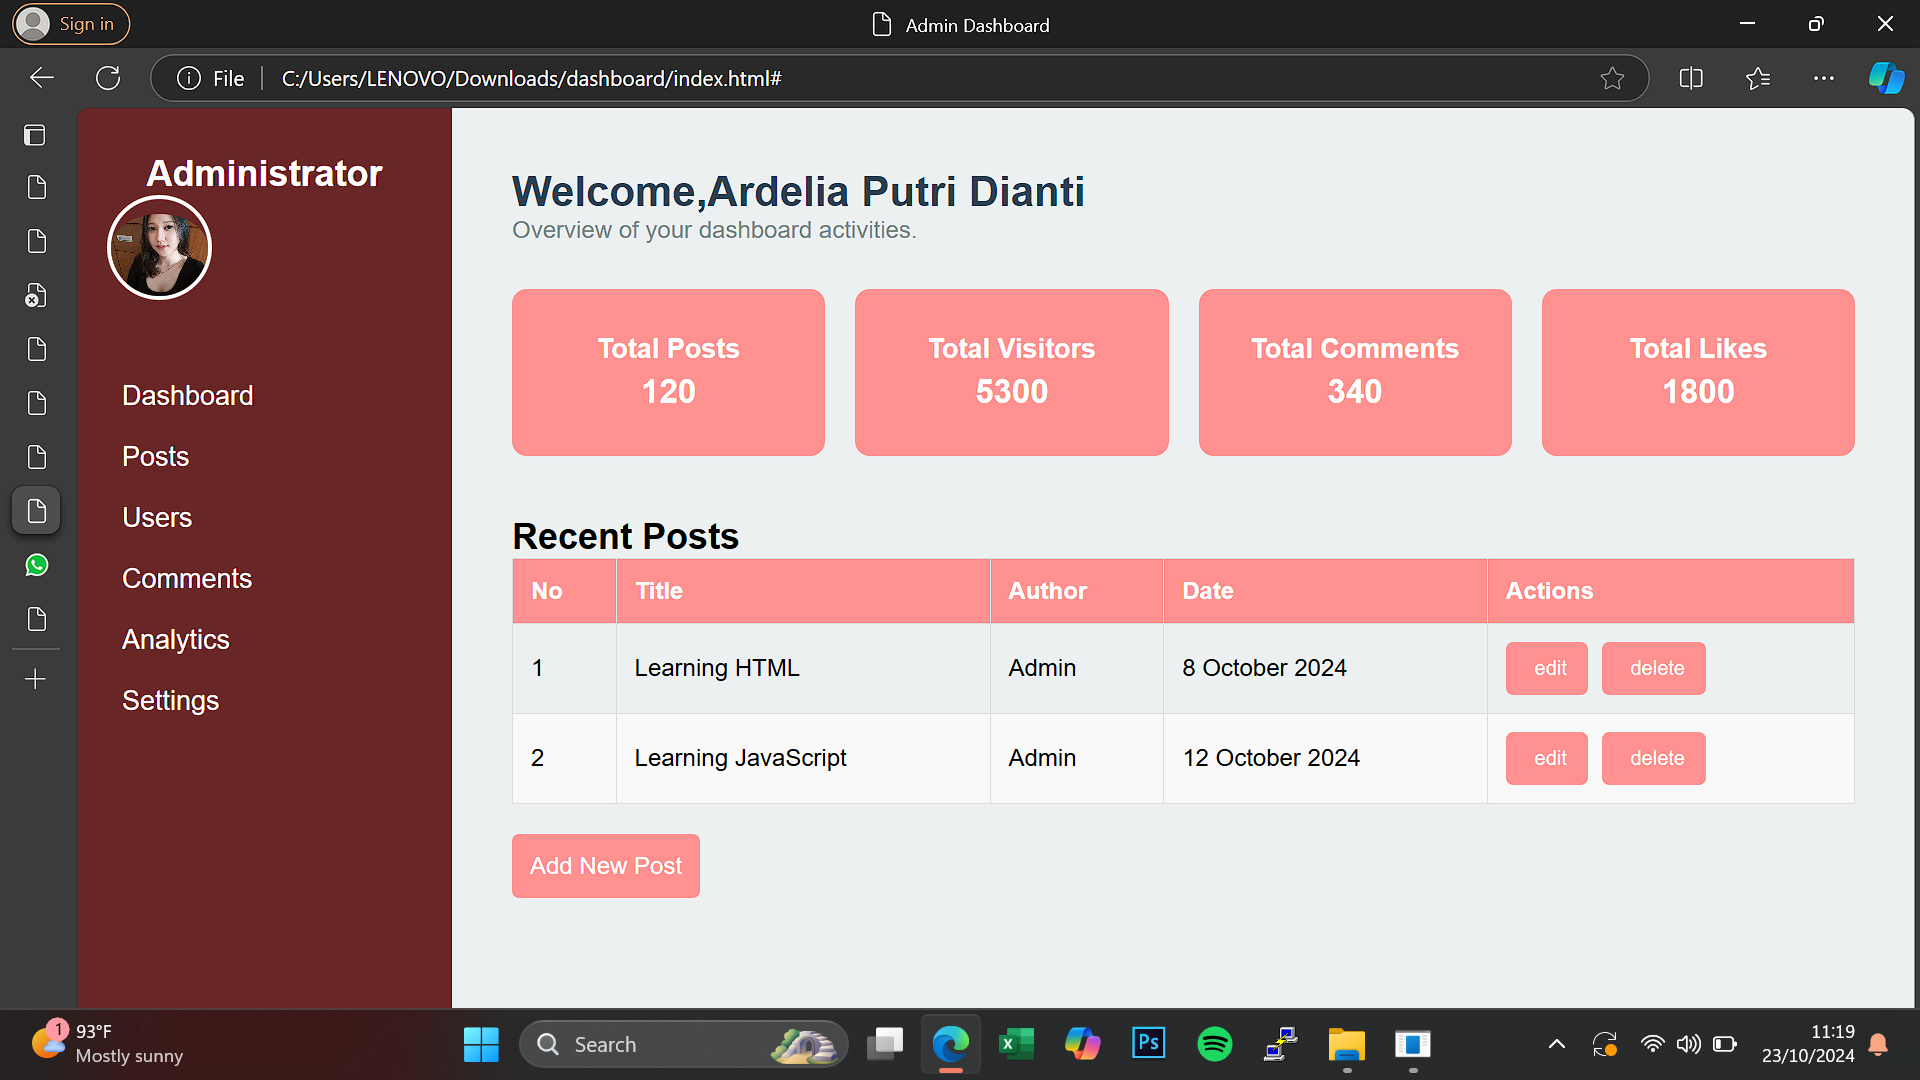 Sign in
Admin Dashboard
File
C:/Users/LENOVO/Downloads/dashboard/index.html#
Administrator
Dashboard
Posts
Users
Comments
Analytics
Settings
Welcome,Ardelia Putri Dianti
Overview of your dashboard activities.
Total Posts
120
Total Visitors
5300
Total Comments
340
Total Likes
1800
Recent Posts
No Title Author Date Actions
1 Learning HTML Admin 8 October 2024 edit delete
2 Learning JavaScript Admin 12 October 2024 edit delete
Add New Post
1
93°F
Mostly sunny
Search
X
Ps
11:19
23/10/2024